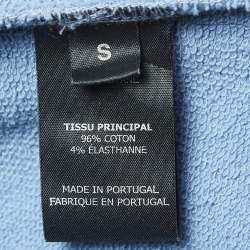 S
TISSU PRINCIPAL
96% COTON
4% ÉLASTHANNE
MADE IN PORTUGAL
FABRIQUE EN PORTUGAL